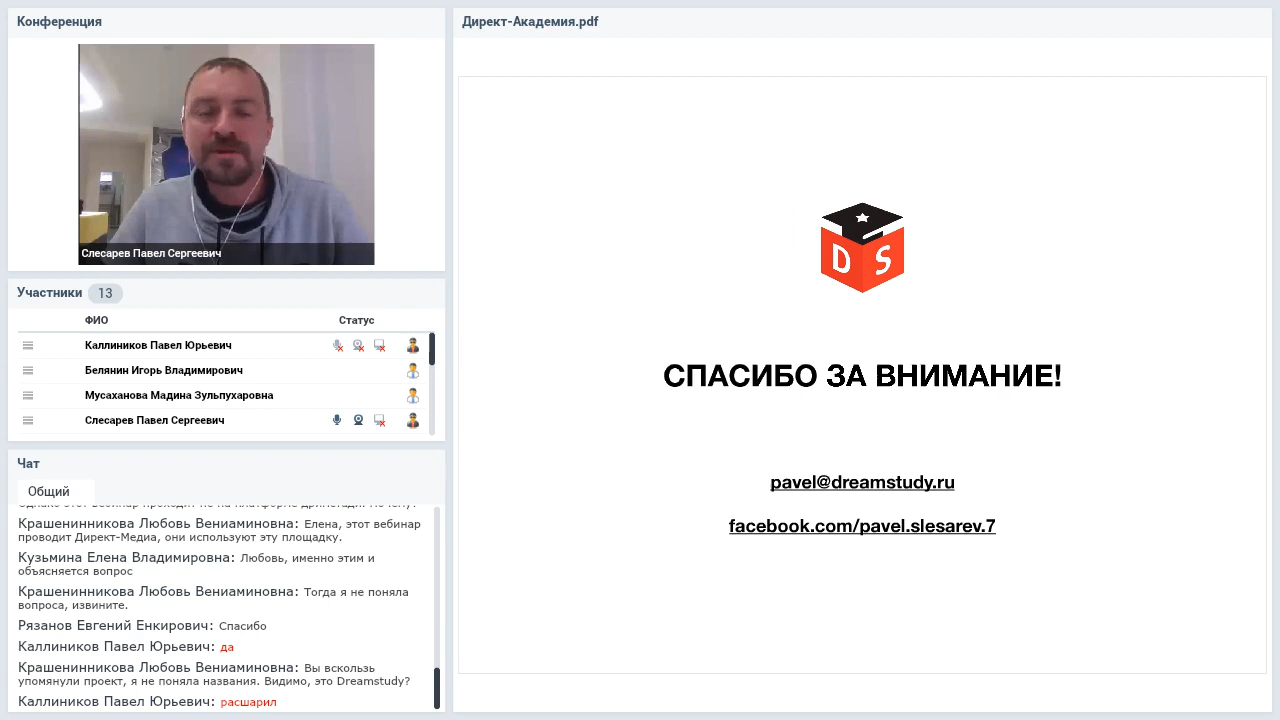 Конференция
Слесарев Павел Сергеевич
Участники 13
ФИО Статус
Каллиников Павел Юрьевич
Белянин Игорь Владимирович
Мусаханова Мадина Зульпухаровна
Слесарев Павел Сергеевич
Чат
Общий
Крашенинникова Любовь Вениаминовна: Елена, этот вебинар
проводит Директ-Медиа, они используют эту площадку.
Кузьмина Елена Владимировна: Любовь, именно этим и
объясняется вопрос
Крашенинникова Любовь Вениаминовна: Тогда я не поняла
вопроса, извините.
Рязанов Евгений Енкирович: Спасибо
Каллиников Павел Юрьевич: да
Крашенинникова Любовь Вениаминовна: Вы вскользь
упомянули проект, я не поняла названия. Видимо, это Dreamstudy?
Каллиников Павел Юрьевич: расшарил
Директ-Академия.pdf
D S
СПАСИБО ЗА ВНИМАНИЕ!
pavel@dreamstudy.ru
facebook.com/pavel.slesarev.7